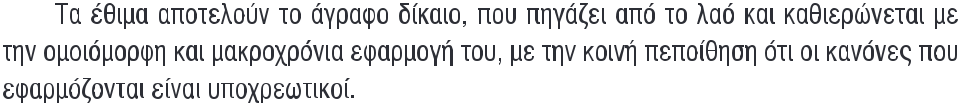 Τα έθιμα αποτελούν το άγραφο δίκαιο, που πηγάζει από το λαό και καθιερώνεται με
την ομοιόμορφη και μακροχρόνια εφαρμογή του, με την κοινή πεποίθηση ότι οι κανόνες που
εφαρμόζονται είναι υποχρεωτικοί.